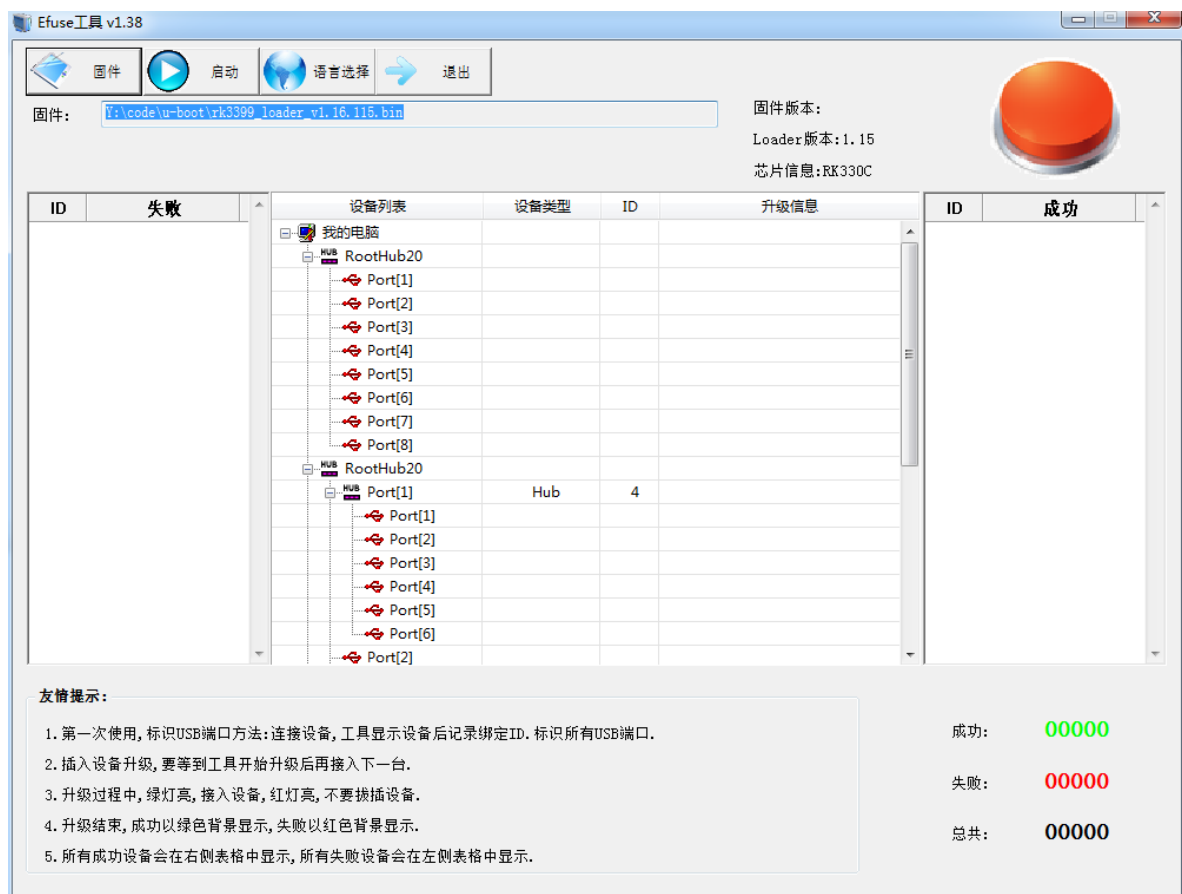 Efuse工具 v1.38
固件 启动 语言选择 退出
固件: Y:\code\u-boot\rk3399_loader_v1.16.115.bin
固件版本:
Loader版本:1.15
芯片信息:RK330C
ID 失败
设备列表 设备类型 ID 升级信息
ID 成功
我的电脑
HUB RootHub20
Port[1]
Port[2]
Port[3]
Port[4]
Port[5]
Port[6]
Port[7]
Port[8]
HUB RootHub20
HUB Port[1] Hub 4
Port[1]
Port[2]
Port[3]
Port[4]
Port[5]
Port[6]
Port[2]
友情提示:
1.第一次使用,标识USB端口方法:连接设备,工具显示设备后记录绑定ID.标识所有USB端口.
2.插入设备升级,要等到工具开始升级后再接入下一台.
3.升级过程中,绿灯亮,接入设备,红灯亮,不要拔插设备.
4.升级结束,成功以绿色背景显示,失败以红色背景显示.
5.所有成功设备会在右侧表格中显示,所有失败设备会在左侧表格中显示.
成功: 00000
失败: 00000
总共: 00000